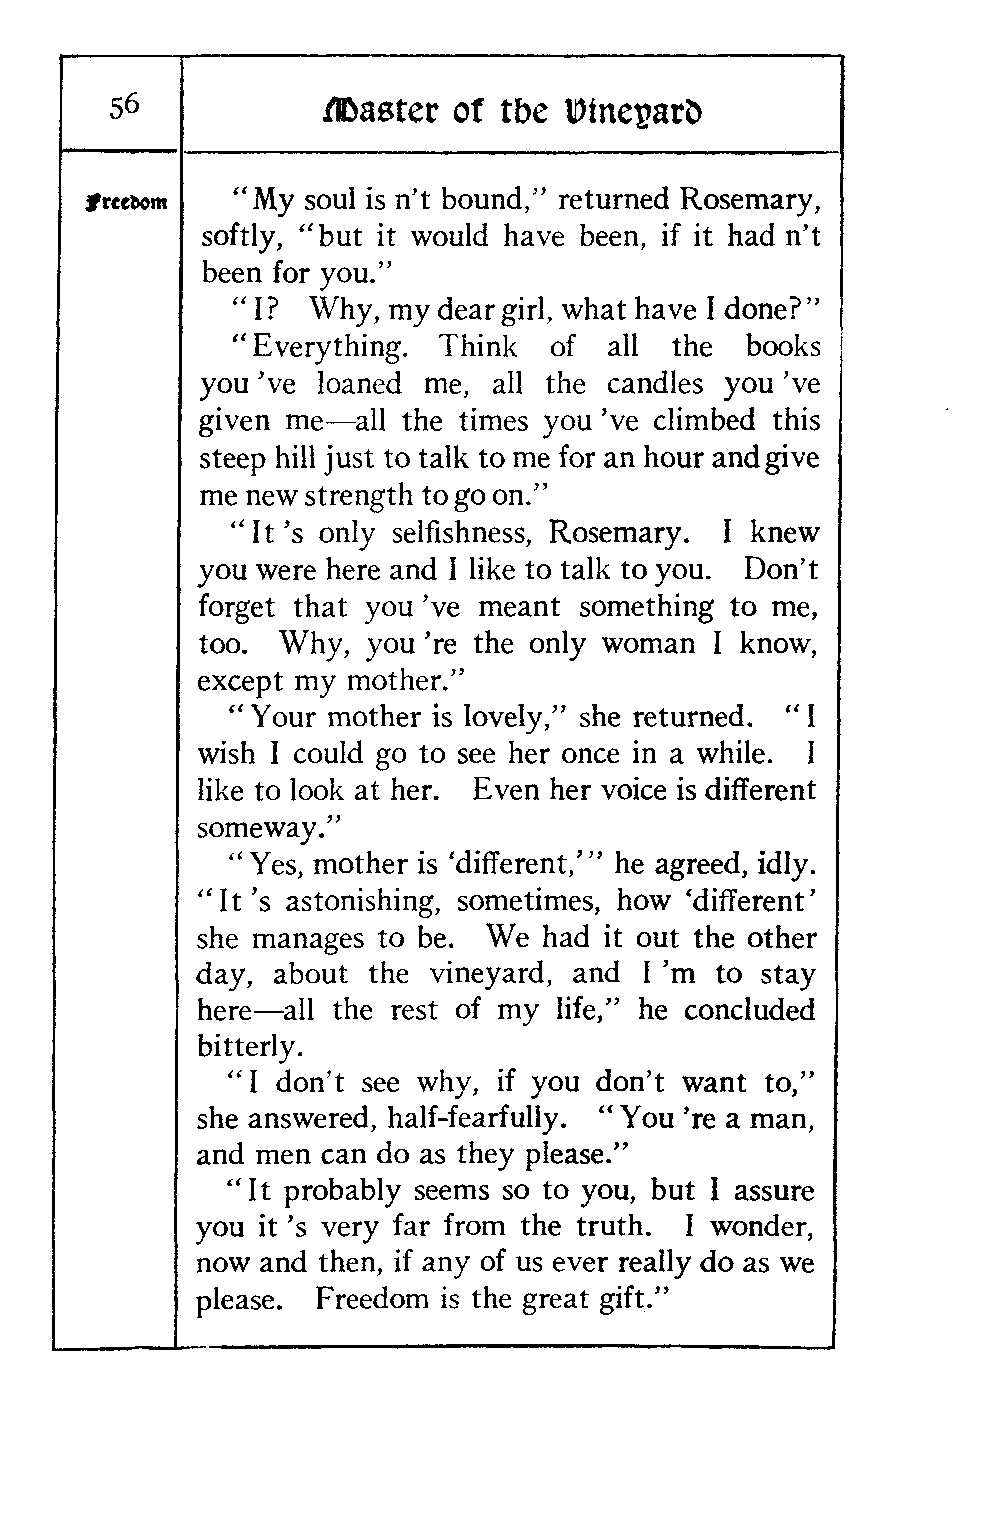 56
Master of the Vineyard
Freedom
“My soul is n’t bound,” returned Rosemary,
softly, “but it would have been, if it had n’t
been for you.”
“I? Why, my dear girl, what have I done?”
“Everything. Think of all the books
you ’ve loaned me, all the candles you ’ve
given me—all the times you ’ve climbed this
steep hill just to talk to me for an hour and give
me new strength to go on.”
“It ’s only selfishness, Rosemary. I knew
you were here and I like to talk to you. Don’t
forget that you ’ve meant something to me,
too. Why, you ’re the only woman I know,
except my mother.”
“Your mother is lovely,” she returned. “I
wish I could go to see her once in a while. I
like to look at her. Even her voice is different
someway.”
“Yes, mother is ‘different,’” he agreed, idly.
“It ’s astonishing, sometimes, how ‘different’
she manages to be. We had it out the other
day, about the vineyard, and I ’m to stay
here—all the rest of my life,” he concluded
bitterly.
“I don’t see why, if you don’t want to,”
she answered, half-fearfully. “You ’re a man,
and men can do as they please.”
“It probably seems so to you, but I assure
you it ’s very far from the truth. I wonder,
now and then, if any of us ever really do as we
please. Freedom is the great gift.”